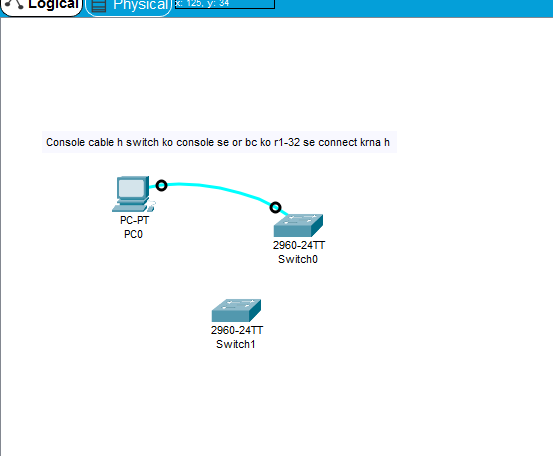 Logical
Physical
x: 125, y: 34
Console cable h switch ko console se or bc ko r1-32 se connect krna h
PC-PT
PC0
2960-24TT
Switch0
2960-24TT
Switch1